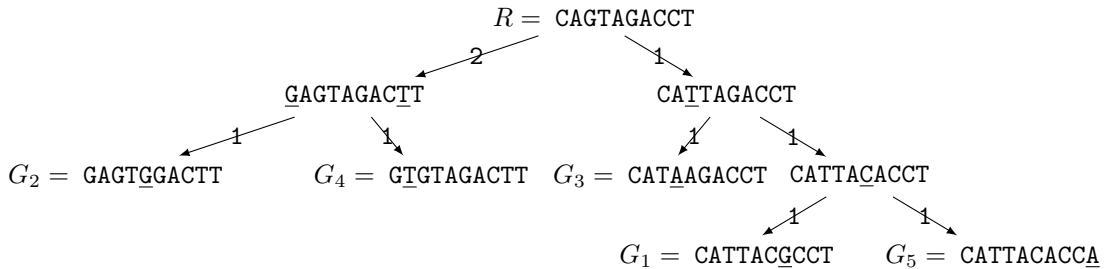 R = CAGTAGACCT
2 1
GAGTAGACTT CATTAGACCT
1 1 1 1
G2 = GAGTGGACTT G4 = GTGTAGACTT G3 = CATAAGACCT CATTACACCT
1 1
G1 = CATTACGCCT G5 = CATTACACCA